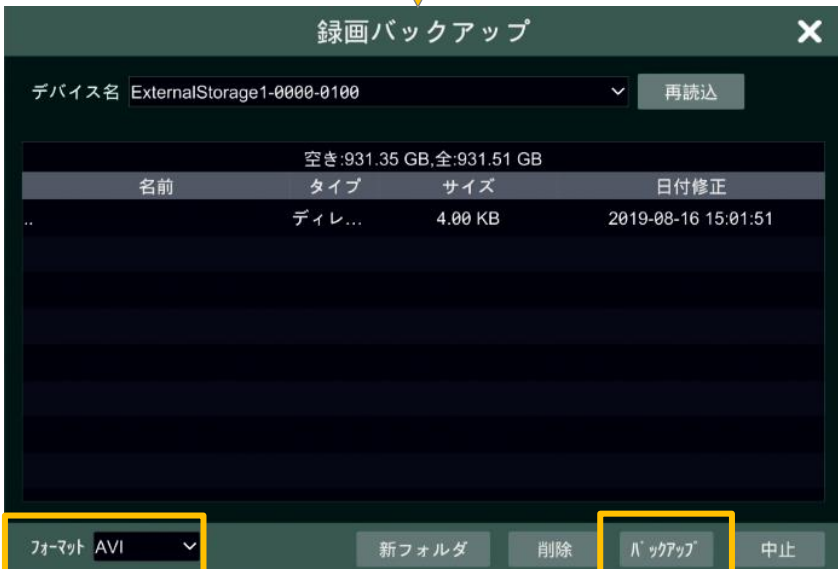 録画バックアップ
デバイス名 ExternalStorage1-0000-0100 再読込
空き:931.35 GB,全:931.51 GB
名前 タイプ サイズ 日付修正
.. ディレ... 4.00 KB 2019-08-16 15:01:51
フォーマット AVI 新フォルダ 削除 バックアップ 中止